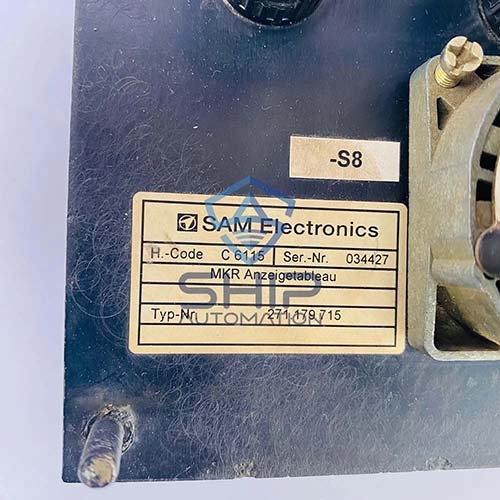 -S8
SAM Electronics
H.-Code C 6115 Ser.-Nr. 034427
MKR Anzeigetableau
SHIP
AUTOMATION
Typ-Nr. 271.179 715